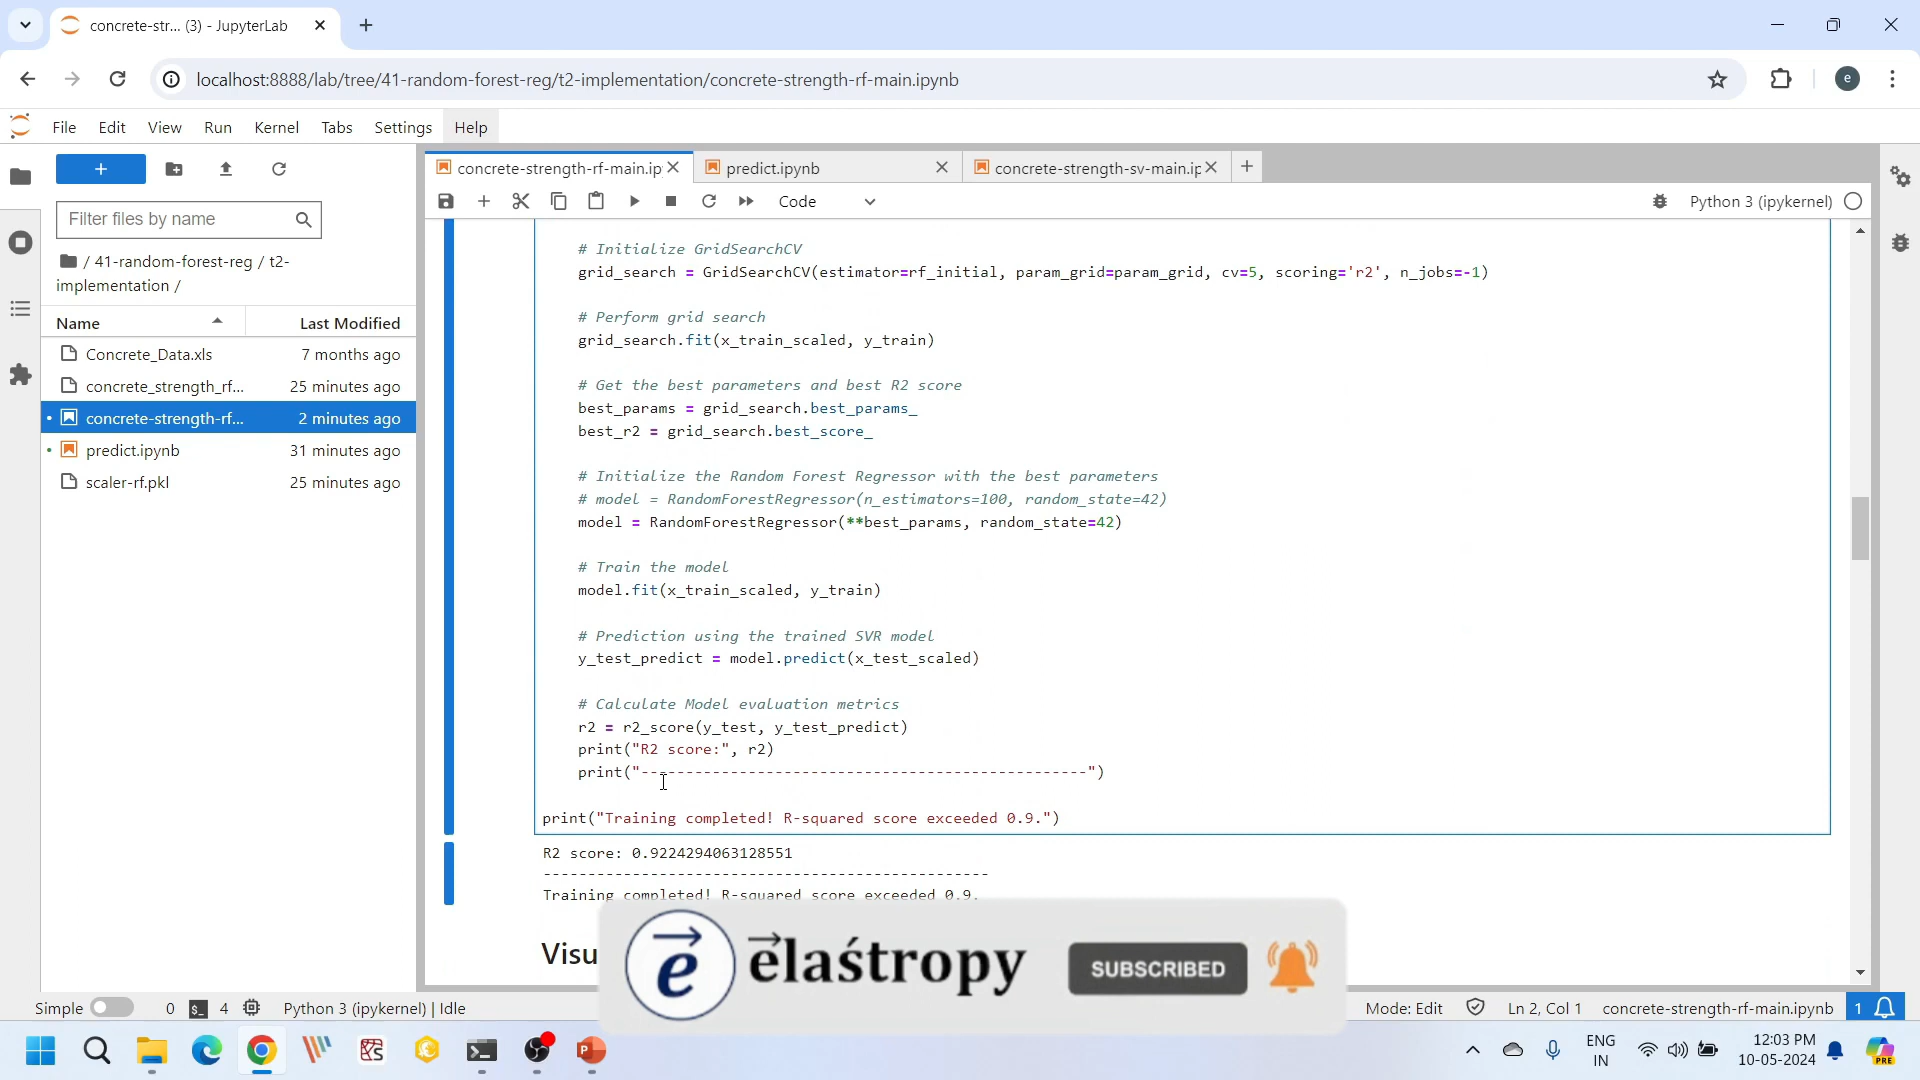 concrete-str... (3) - JupyterLab
localhost:8888/lab/tree/41-random-forest-reg/t2-implementation/concrete-strength-rf-main.ipynb
e
File Edit View Run Kernel Tabs Settings Help
concrete-strength-rf-main.ip
predict.ipynb
concrete-strength-sv-main.ip
Code
Python 3 (ipykernel)
Filter files by name
/ 41-random-forest-reg / t2-
implementation /
Name Last Modified
Concrete_Data.xls 7 months ago
concrete_strength_rf... 25 minutes ago
concrete-strength-rf... 2 minutes ago
predict.ipynb 31 minutes ago
scaler-rf.pkl 25 minutes ago
# Initialize GridSearchCV
grid_search = GridSearchCV(estimator=rf_initial, param_grid=param_grid, cv=5, scoring='r2', n_jobs=-1)
# Perform grid search
grid_search.fit(x_train_scaled, y_train)
# Get the best parameters and best R2 score
best_params = grid_search.best_params_
best_r2 = grid_search.best_score_
# Initialize the Random Forest Regressor with the best parameters
# model = RandomForestRegressor(n_estimators=100, random_state=42)
model = RandomForestRegressor(**best_params, random_state=42)
# Train the model
model.fit(x_train_scaled, y_train)
# Prediction using the trained SVR model
y_test_predict = model.predict(x_test_scaled)
# Calculate Model evaluation metrics
r2 = r2_score(y_test, y_test_predict)
print("R2 score:", r2)
print("--------------------------------------------------")
print("Training completed! R-squared score exceeded 0.9.")
R2 score: 0.9224294063128551
--------------------------------------------------
Training completed! R-squared score exceeded 0.9.
Visu
e elaśtropy SUBSCRIBED
Simple 0 4 Python 3 (ipykernel) | Idle
Mode: Edit Ln 2, Col 1 concrete-strength-rf-main.ipynb 1
ENG
IN
12:03 PM
10-05-2024
PRE